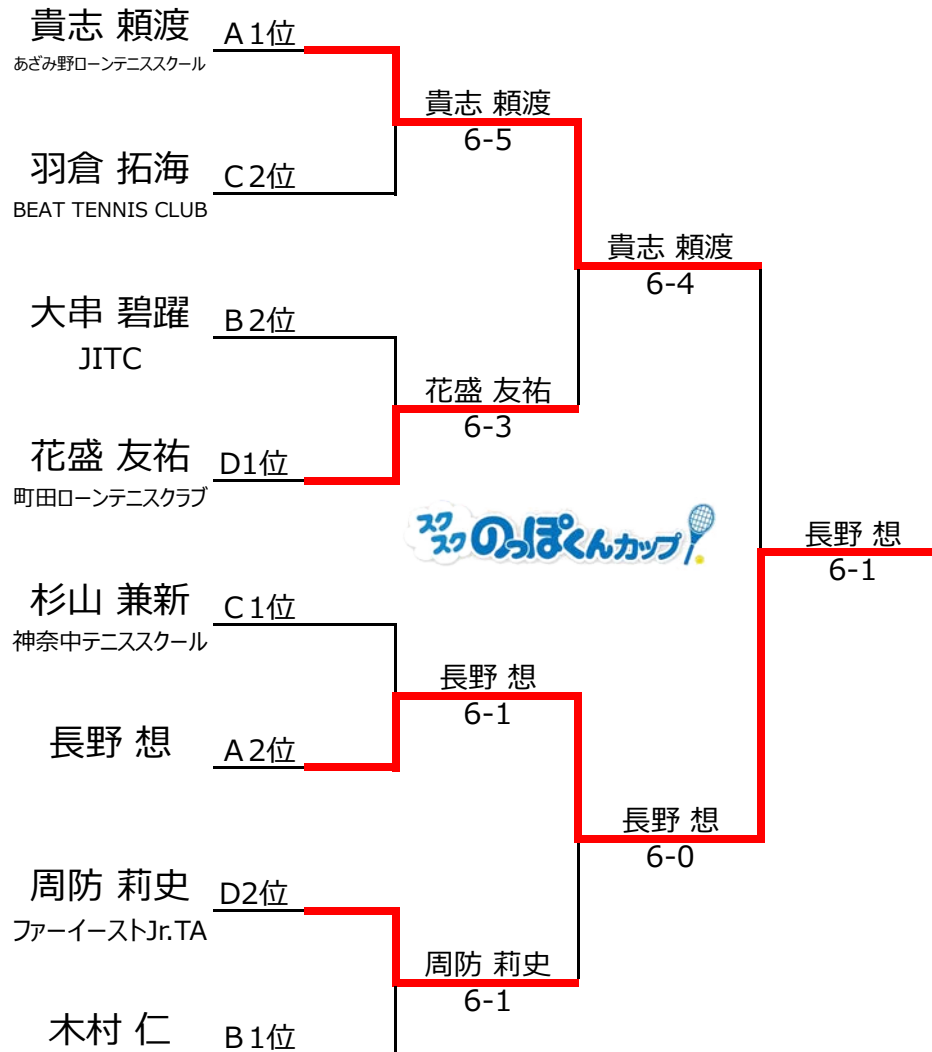 貴志 頼渡
A1位
あざみ野ローンテニススクール
貴志 頼渡
6-5
羽倉 拓海
C2位
BEAT TENNIS CLUB
貴志 頼渡
6-4
大串 碧躍
B2位
JITC
花盛 友祐
6-3
花盛 友祐
D1位
町田ローンテニスクラブ
スクスクのっぽくんカップ
長野 想
6-1
杉山 兼新
C1位
神奈中テニススクール
長野 想
6-1
長野 想
A2位
長野 想
6-0
周防 莉史
D2位
ファーイーストJr.TA
周防 莉史
6-1
木村 仁
B1位